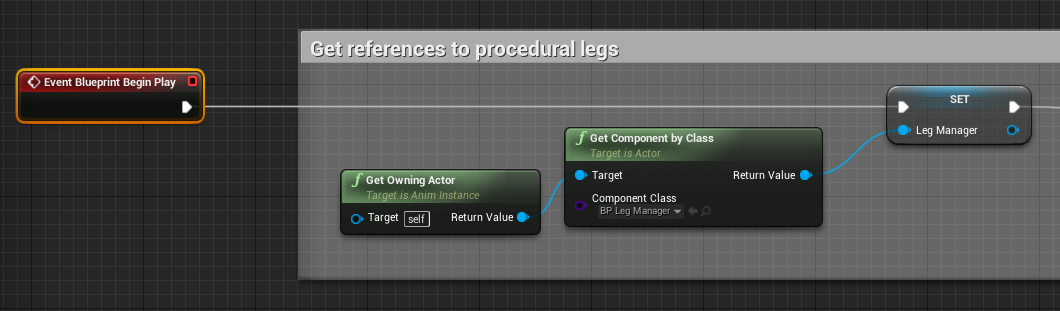 Get references to procedural legs
Event Blueprint Begin Play
SET
Leg Manager
f Get Component by Class
Target is Actor
Target
Return Value
Component Class
BP Leg Manager
f Get Owning Actor
Target is Anim Instance
Target self
Return Value